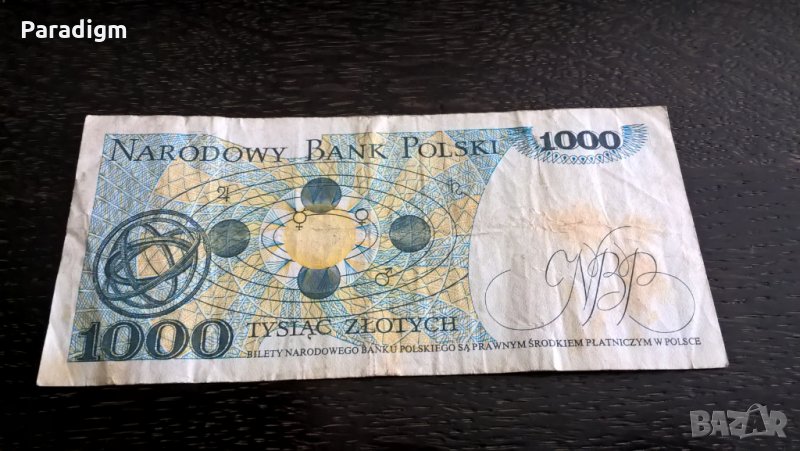 Paradigm
NARODOWY BANK POLSKI
1000
NBP
1000
TYSIĄC ZŁOTYCH
BILETY NARODOWEGO BANKU POLSKIEGO SĄ PRAWNYM ŚRODKIEM PŁATNICZYM W POLSCE
BAZAR